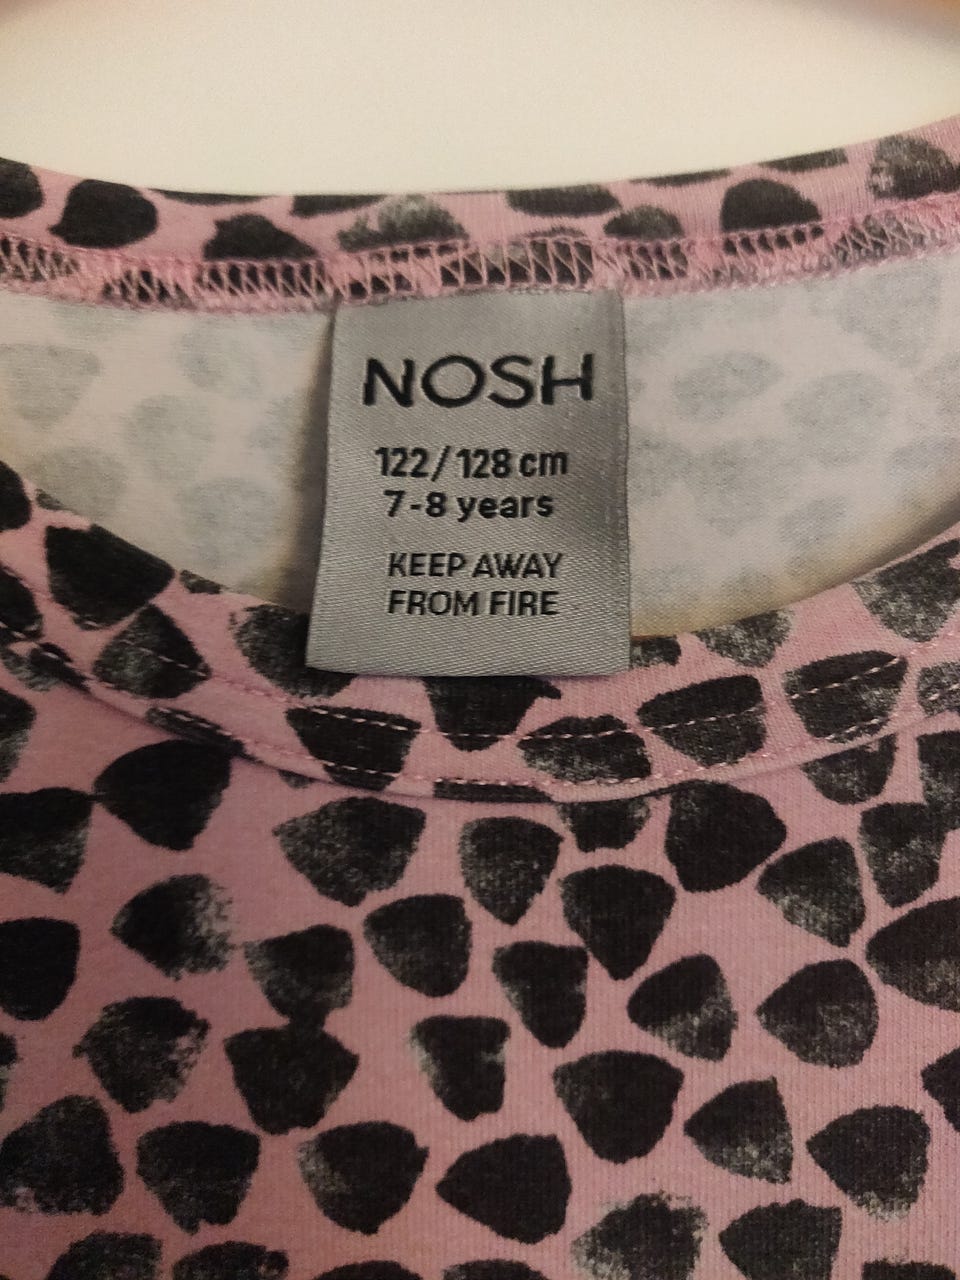 NOSH
122/128 cm
7-8 years
KEEP AWAY
FROM FIRE